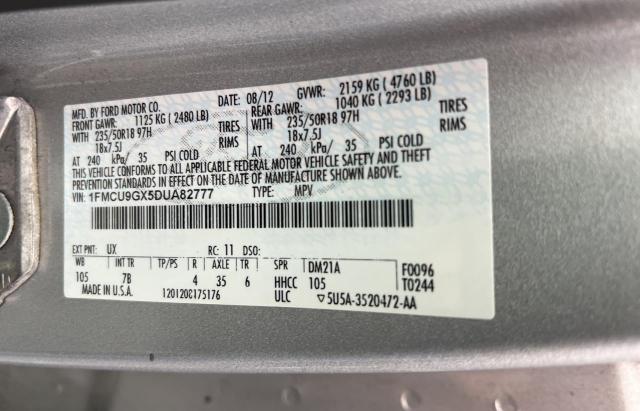 MFD. BY FORD MOTOR CO.
DATE: 08/12 GVWR: 2159 KG ( 4760 LB)
FRONT GAWR: 1125 KG ( 2480 LB)
REAR GAWR: 1040 KG ( 2293 LB)
WITH 235/50R18 97H TIRES
WITH 235/50R18 97H TIRES
18x7.5J RIMS
18x7.5J RIMS
AT 240 kPa/ 35 PSI COLD
AT 240 kPa/ 35 PSI COLD
THIS VEHICLE CONFORMS TO ALL APPLICABLE FEDERAL MOTOR VEHICLE SAFETY AND THEFT
PREVENTION STANDARDS IN EFFECT ON THE DATE OF MANUFACTURE SHOWN ABOVE.
VIN: 1FMCU9GX5DUA82777 TYPE: MPV
EXT PNT: UX RC: 11 DSO:
WB INT TR TP/PS R AXLE TR SPR DM21A F0096
105 7B 4 35 6 HHCC 105 T0244
MADE IN U.S.A. ULC ▽5U5A-3520472-AA